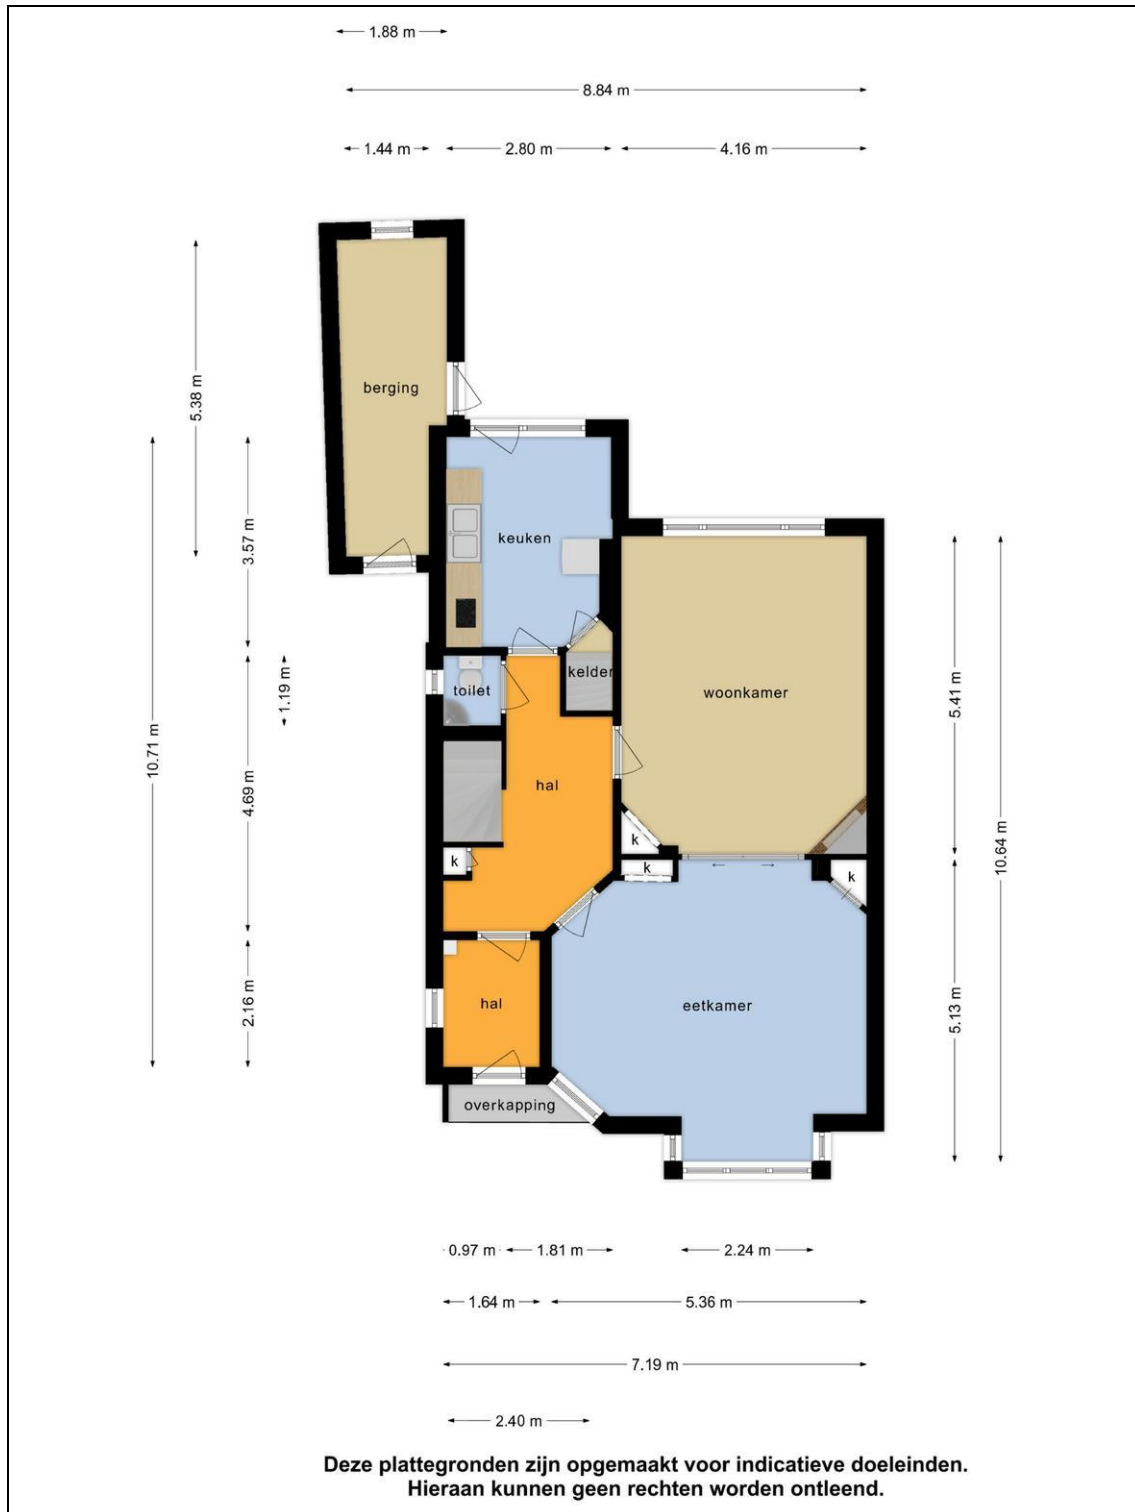 1.88 m
8.84 m
1.44 m
2.80 m
4.16 m
berging
5.38 m
keuken
3.57 m
kelder
toilet
woonkamer
1.19 m
5.41 m
10.71 m
hal
4.69 m
10.64 m
k
k
k
k
hal
eetkamer
2.16 m
5.13 m
overkapping
0.97 m
1.81 m
2.24 m
1.64 m
5.36 m
7.19 m
2.40 m
Deze plattegronden zijn opgemaakt voor indicatieve doeleinden.
Hieraan kunnen geen rechten worden ontleend.